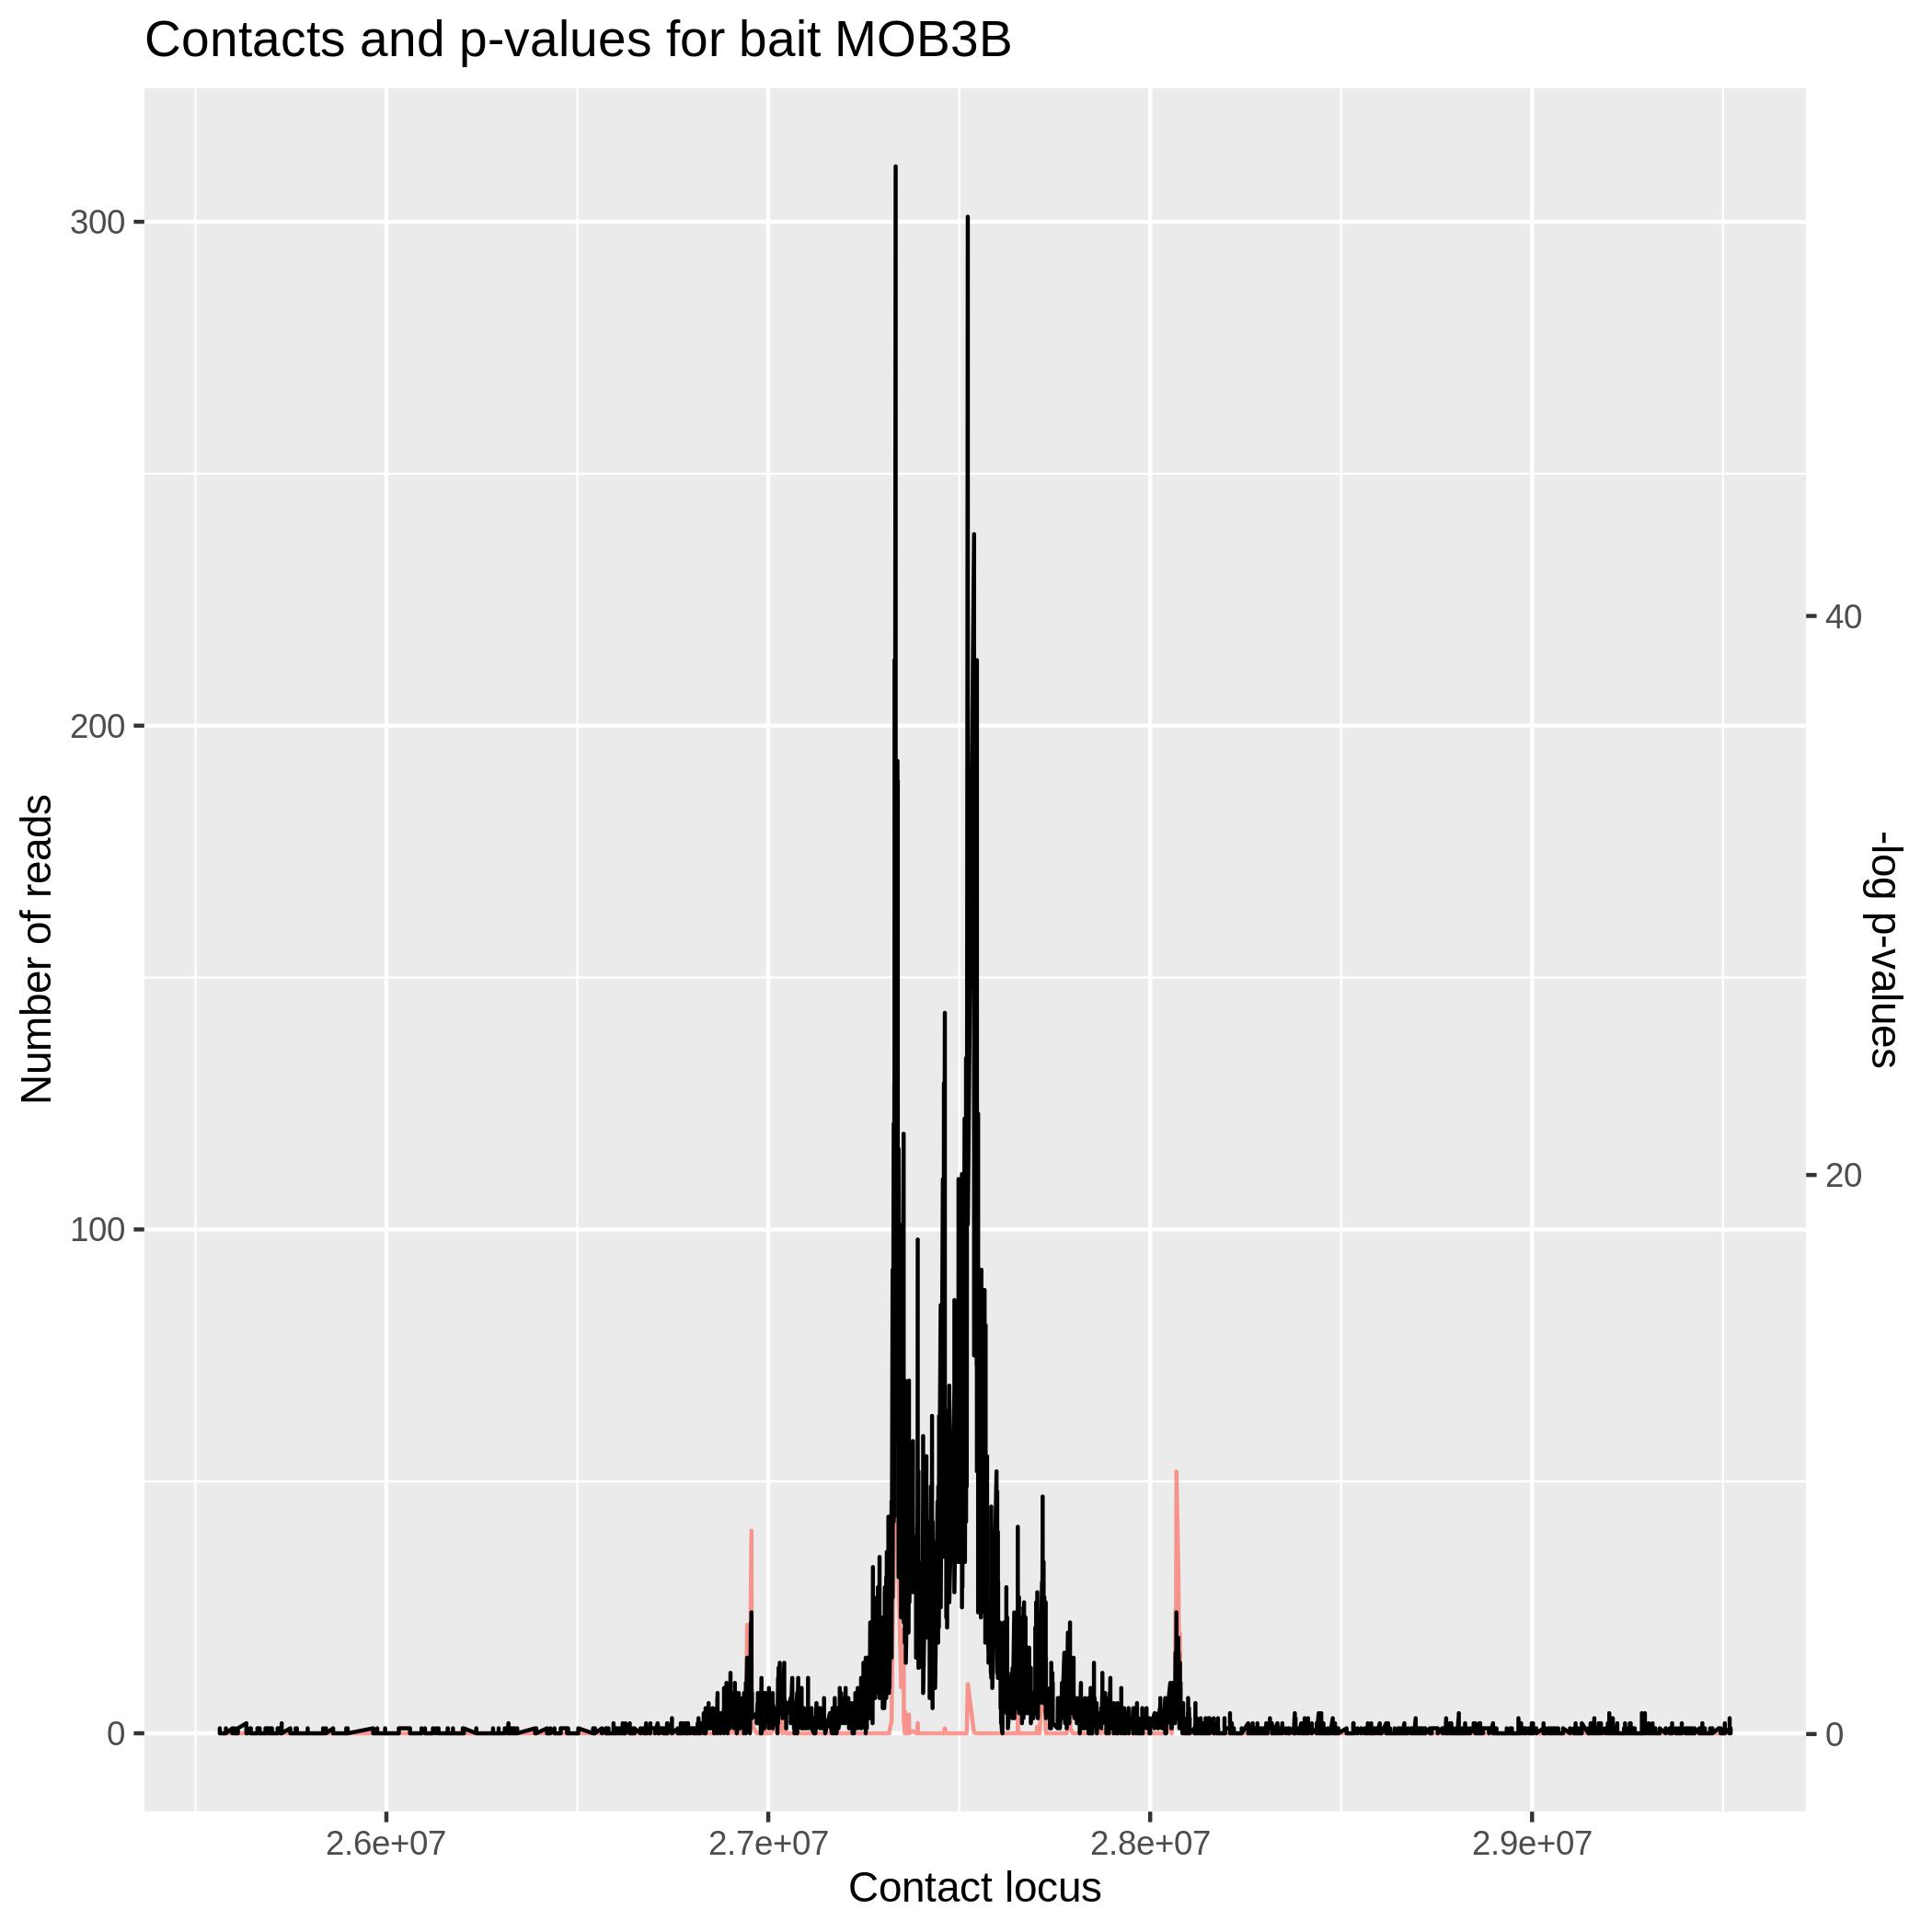 Contacts and p-values for bait MOB3B
300
200
100
0
Number of reads
40
20
0
-log p-values
2.6e+07
2.7e+07
2.8e+07
2.9e+07
Contact locus